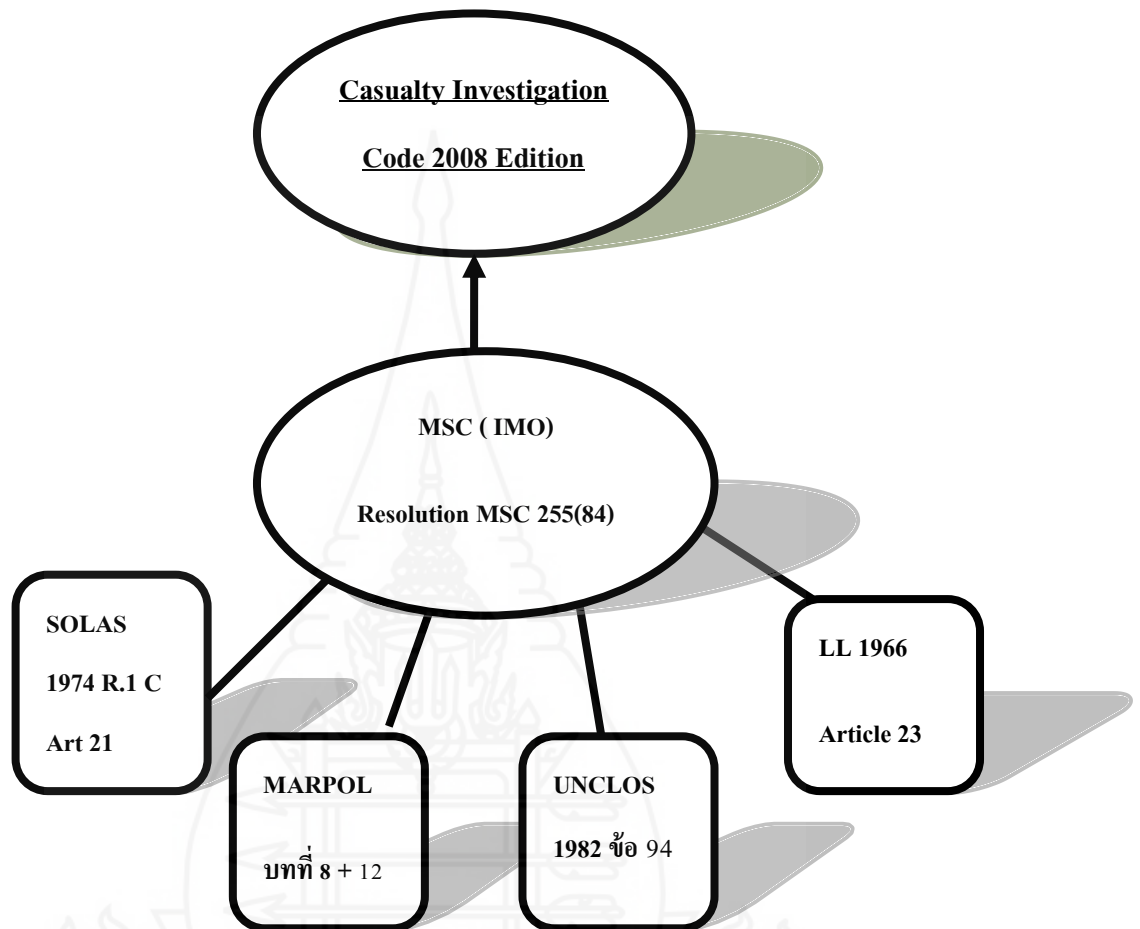 Casualty Investigation
Code 2008 Edition
MSC ( IMO)
Resolution MSC 255(84)
SOLAS
1974 R.1 C
Art 21
MARPOL
บทที่ 8 + 12
UNCLOS
1982 ข้อ 94
LL 1966
Article 23